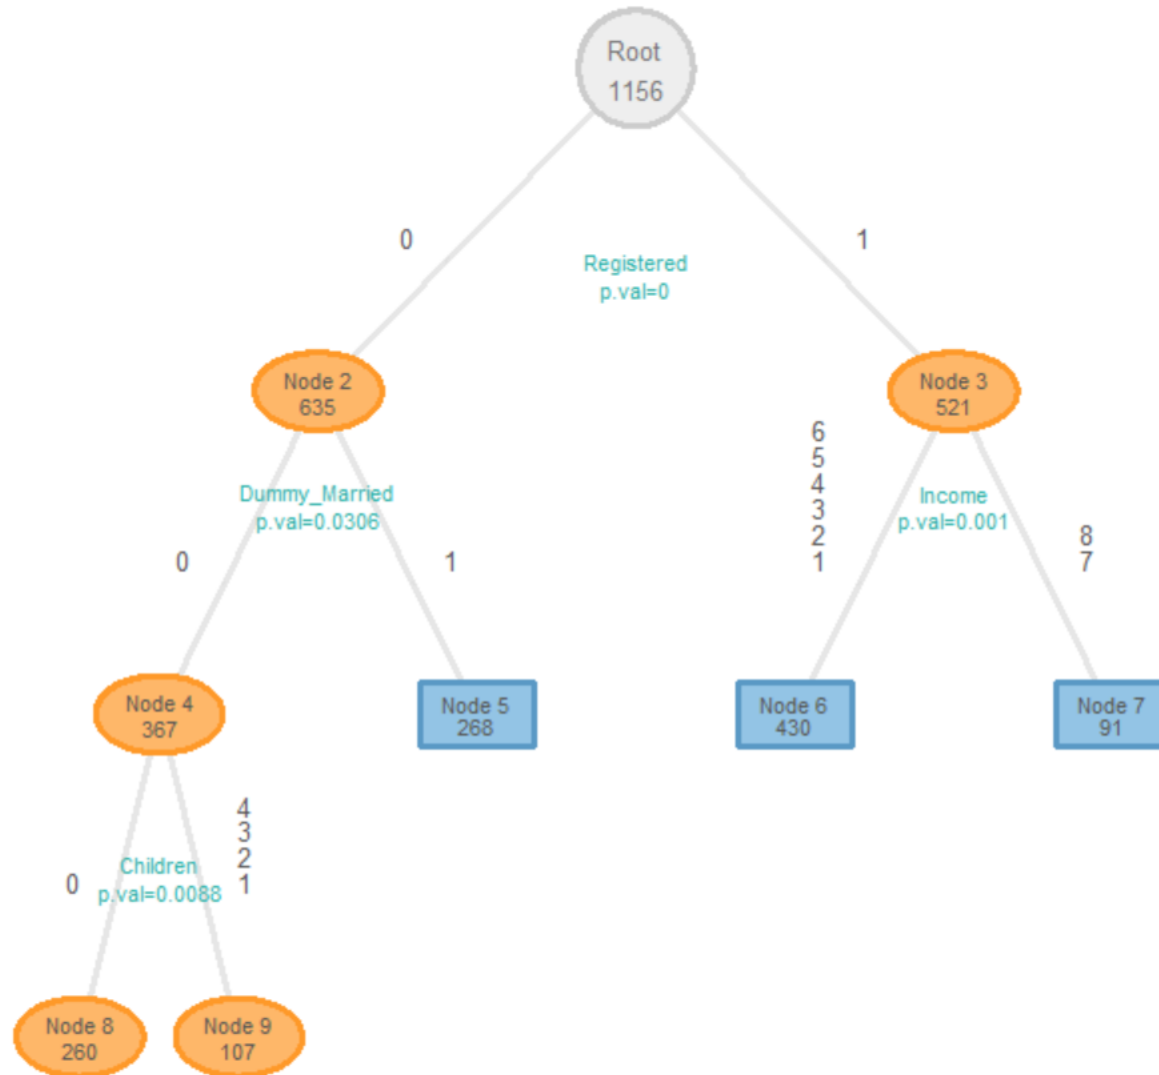 Root
1156
0
1
Registered
p.val=0
Node 2
635
Node 3
521
6
5
4
3
2
1
Dummy_Married
p.val=0.0306
Income
p.val=0.001
0
1
8
7
Node 4
367
Node 5
268
Node 6
430
Node 7
91
4
3
2
1
Children
p.val=0.0088
0
Node 8
260
Node 9
107